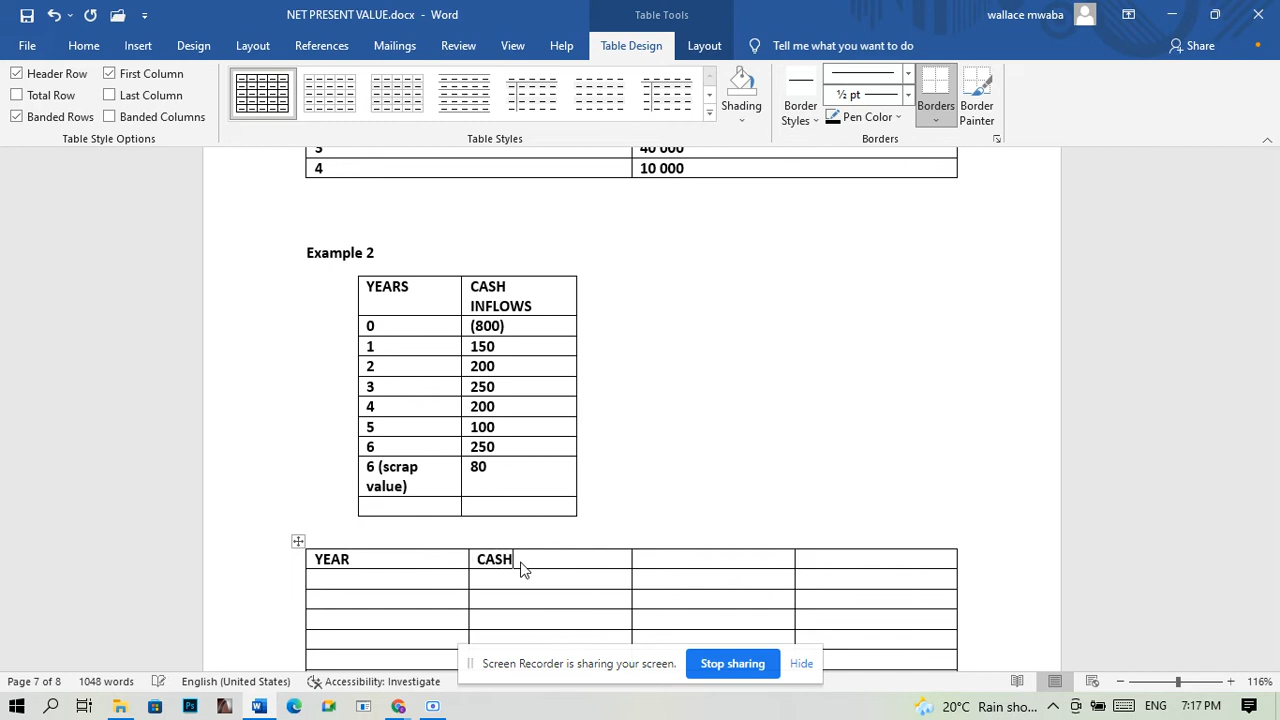 NET PRESENT VALUE.docx - Word
Table Tools
wallace mwaba
File Home Insert Design Layout References Mailings Review View Help Table Design Layout Tell me what you want to do Share
Header Row First Column
Total Row Last Column
Banded Rows Banded Columns
Table Style Options
Table Styles
Shading
Border Styles
½ pt
Pen Color
Borders
Border Painter
Borders
3 40 000
4 10 000
Example 2
YEARS CASH INFLOWS
0 (800)
1 150
2 200
3 250
4 200
5 100
6 250
6 (scrap value) 80
YEAR CASH
Screen Recorder is sharing your screen. Stop sharing Hide
Page 7 of 8 1048 words English (United States) Accessibility: Investigate 116%
20°C Rain sho... 7:17 PM